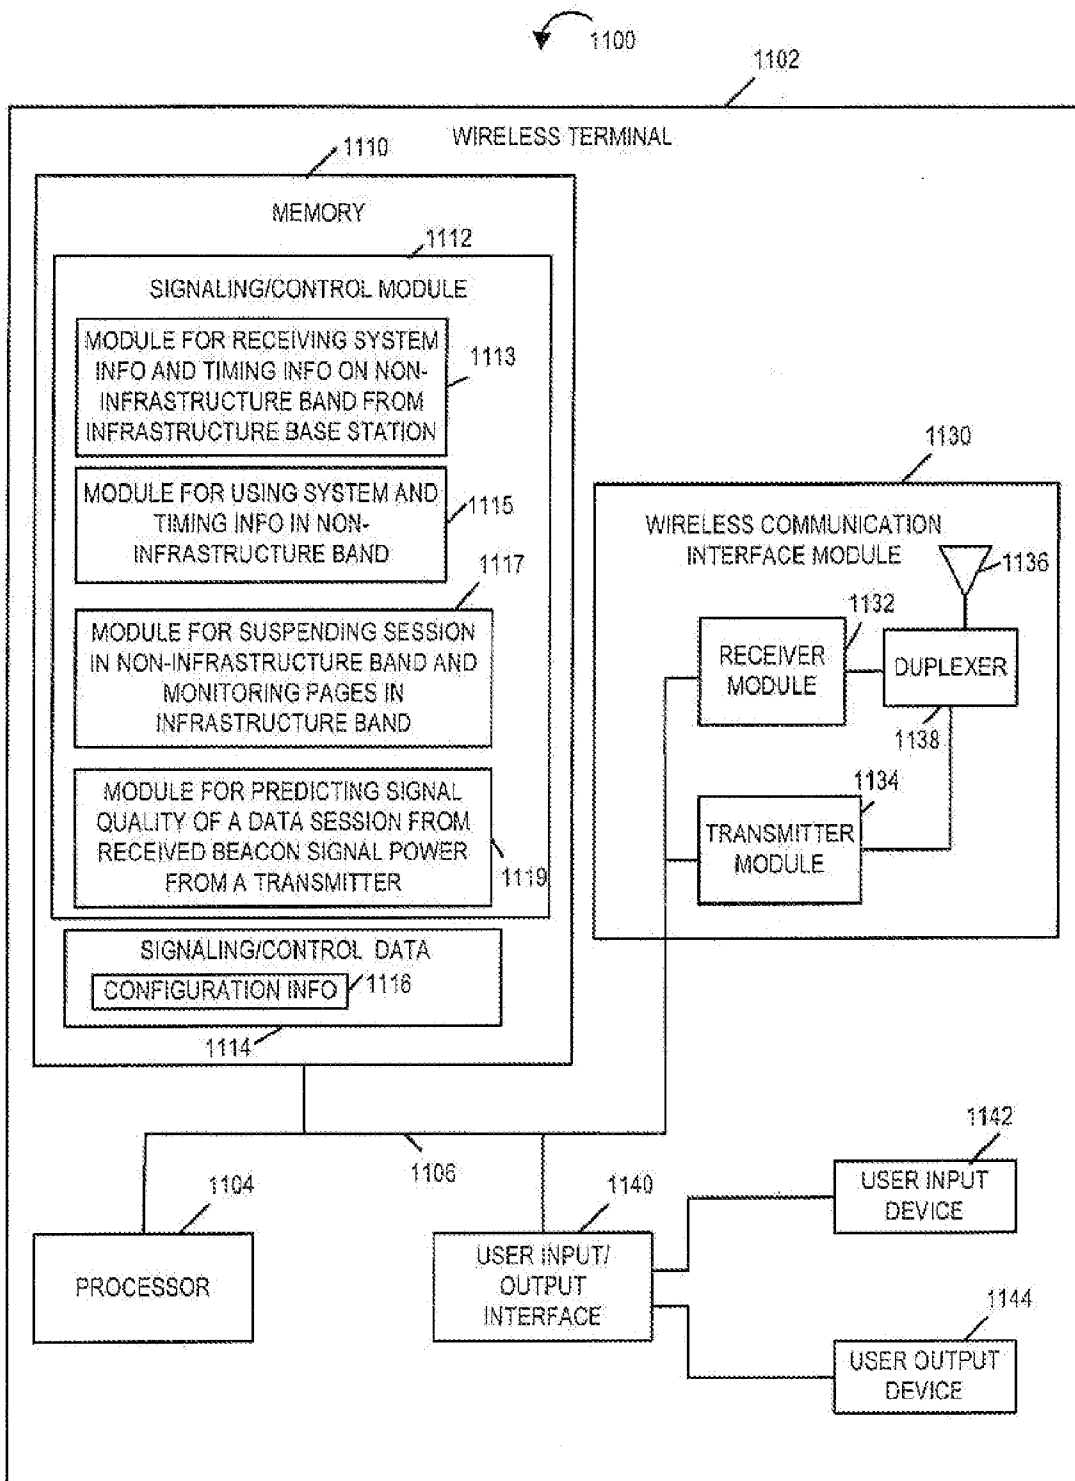 1100
1102
WIRELESS TERMINAL
1110
MEMORY
1112
SIGNALING/CONTROL MODULE
MODULE FOR RECEIVING SYSTEM
INFO AND TIMING INFO ON NON-
INFRASTRUCTURE BAND FROM
INFRASTRUCTURE BASE STATION
1113
MODULE FOR USING SYSTEM AND
TIMING INFO IN NON-
INFRASTRUCTURE BAND
1115
1117
MODULE FOR SUSPENDING SESSION
IN NON-INFRASTRUCTURE BAND AND
MONITORING PAGES IN
INFRASTRUCTURE BAND
MODULE FOR PREDICTING SIGNAL
QUALITY OF A DATA SESSION FROM
RECEIVED BEACON SIGNAL POWER
FROM A TRANSMITTER
1119
SIGNALING/CONTROL DATA
CONFIGURATION INFO
1116
1114
1130
WIRELESS COMMUNICATION
INTERFACE MODULE
1136
1132
RECEIVER
MODULE
DUPLEXER
1138
1134
TRANSMITTER
MODULE
1106
1104
PROCESSOR
1140
USER INPUT/
OUTPUT
INTERFACE
1142
USER INPUT
DEVICE
1144
USER OUTPUT
DEVICE